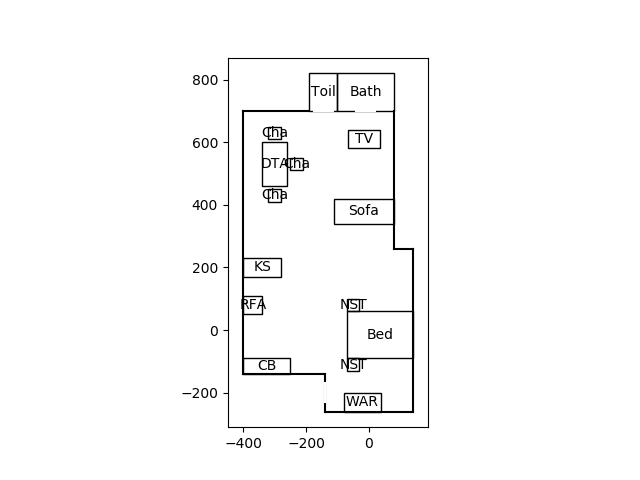 800
Toil Bath
Cha
TV
600
DTA Cha
Cha
400
Sofa
KS
200
RFA
NST
0
Bed
CB
NST
−200
WAR
−400
−200
0